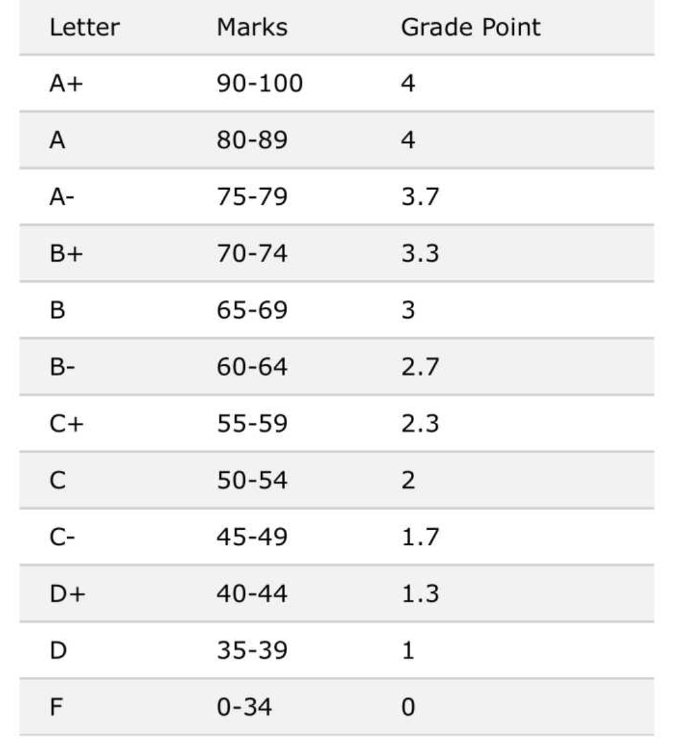 Letter Marks Grade Point
A+ 90-100 4
A 80-89 4
A- 75-79 3.7
B+ 70-74 3.3
B 65-69 3
B- 60-64 2.7
C+ 55-59 2.3
C 50-54 2
C- 45-49 1.7
D+ 40-44 1.3
D 35-39 1
F 0-34 0